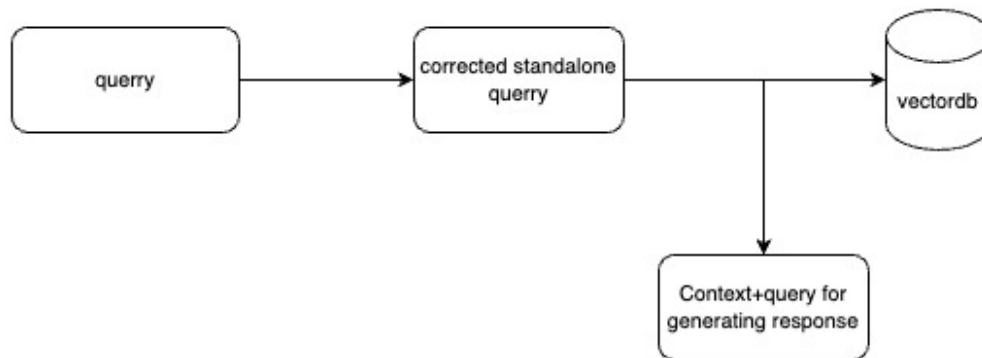 querry
corrected standalone
querry
vectordb
Context+query for
generating response